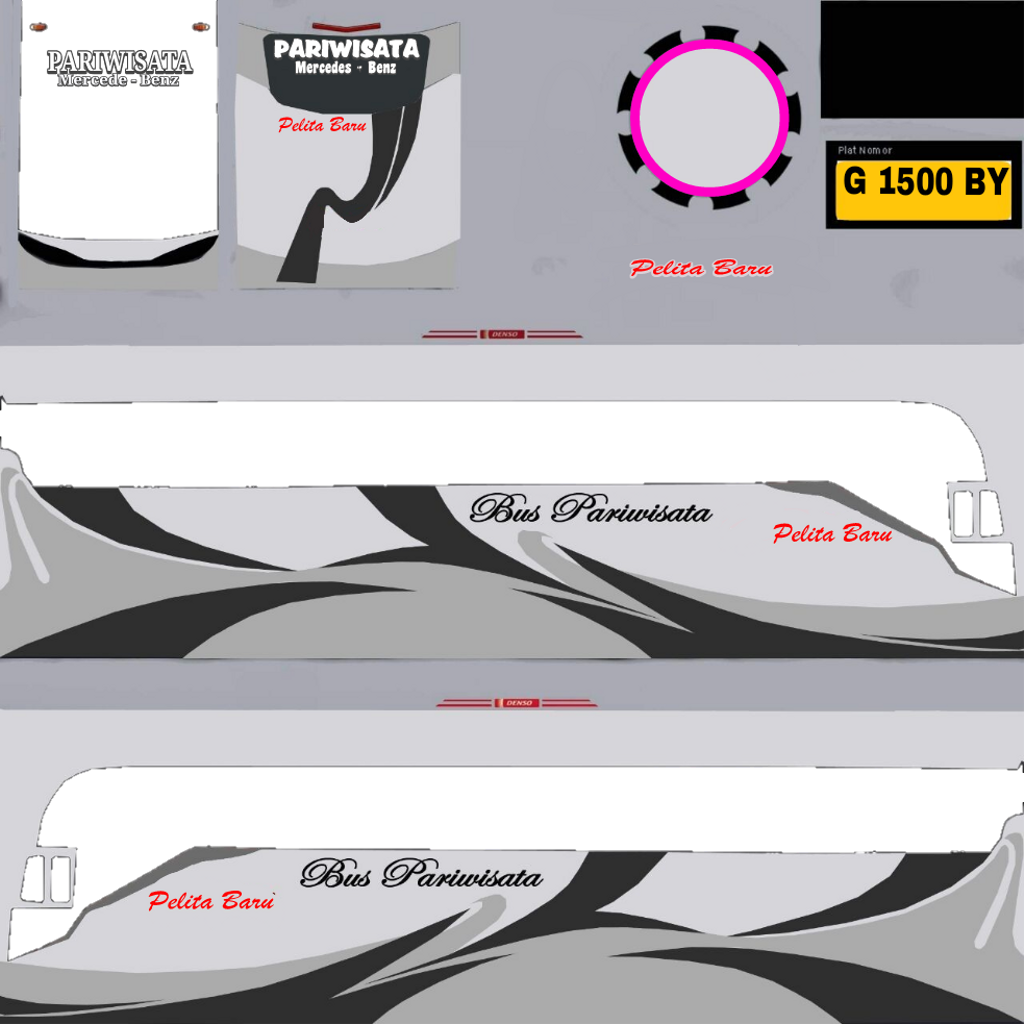 PARIWISATA
Mercede - Benz
PARIWISATA
Mercedes - Benz
Pelita Baru
Plat Nomor
G 1500 BY
Pelita Baru
DENSO
Bus Pariwisata
Pelita Baru
DENSO
Bus Pariwisata
Pelita Baru